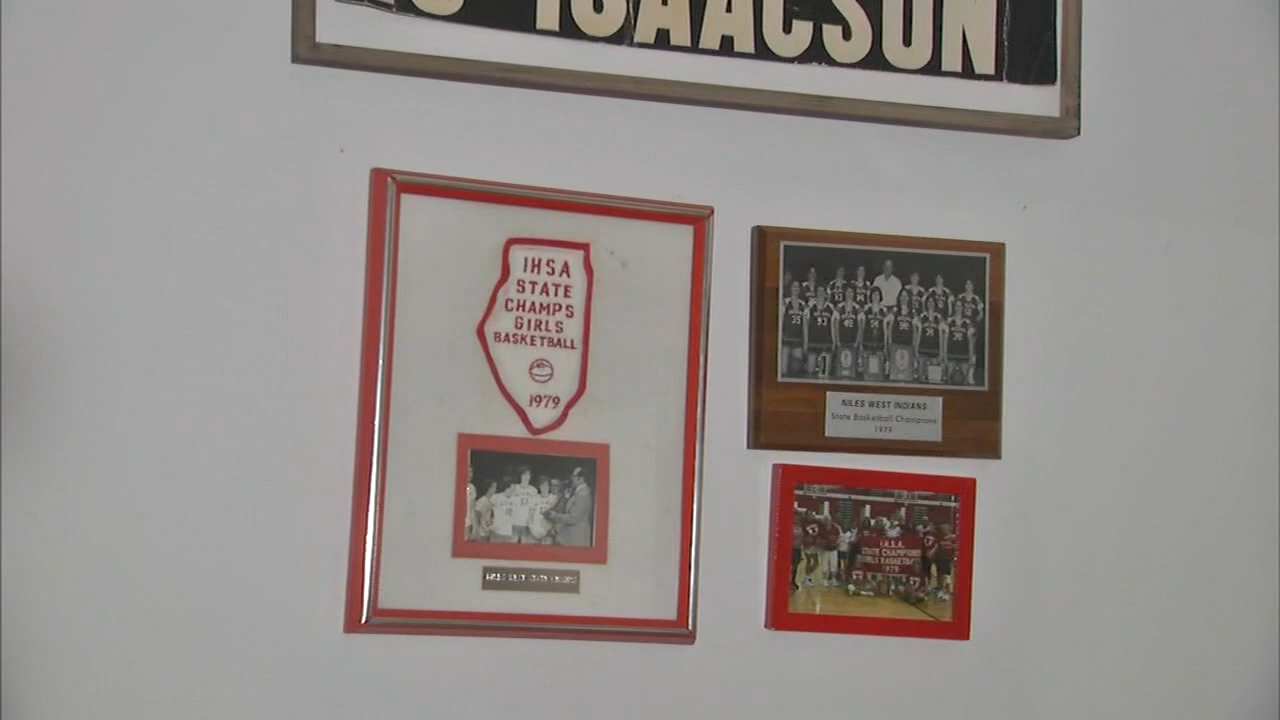 ISAACSON
IHSA
STATE
CHAMPS
GIRLS
BASKETBALL
1979
NILES WEST INDIANS
State Basketball Champions
1979
I.H.S.A.
STATE CHAMPIONS
GIRLS BASKETBALL
1979